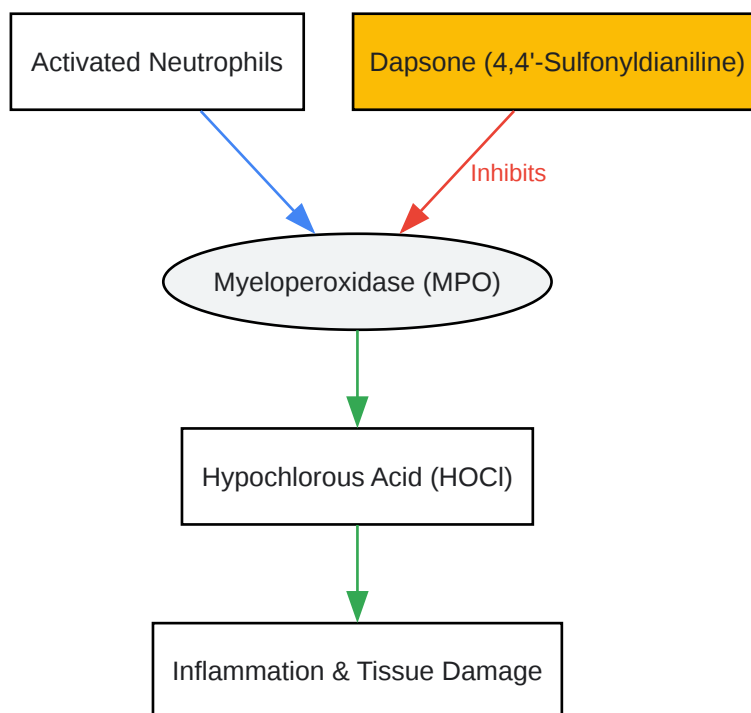 Activated Neutrophils
Dapsone (4,4'-Sulfonyldianiline)
Inhibits
Myeloperoxidase (MPO)
Hypochlorous Acid (HOCl)
Inflammation & Tissue Damage